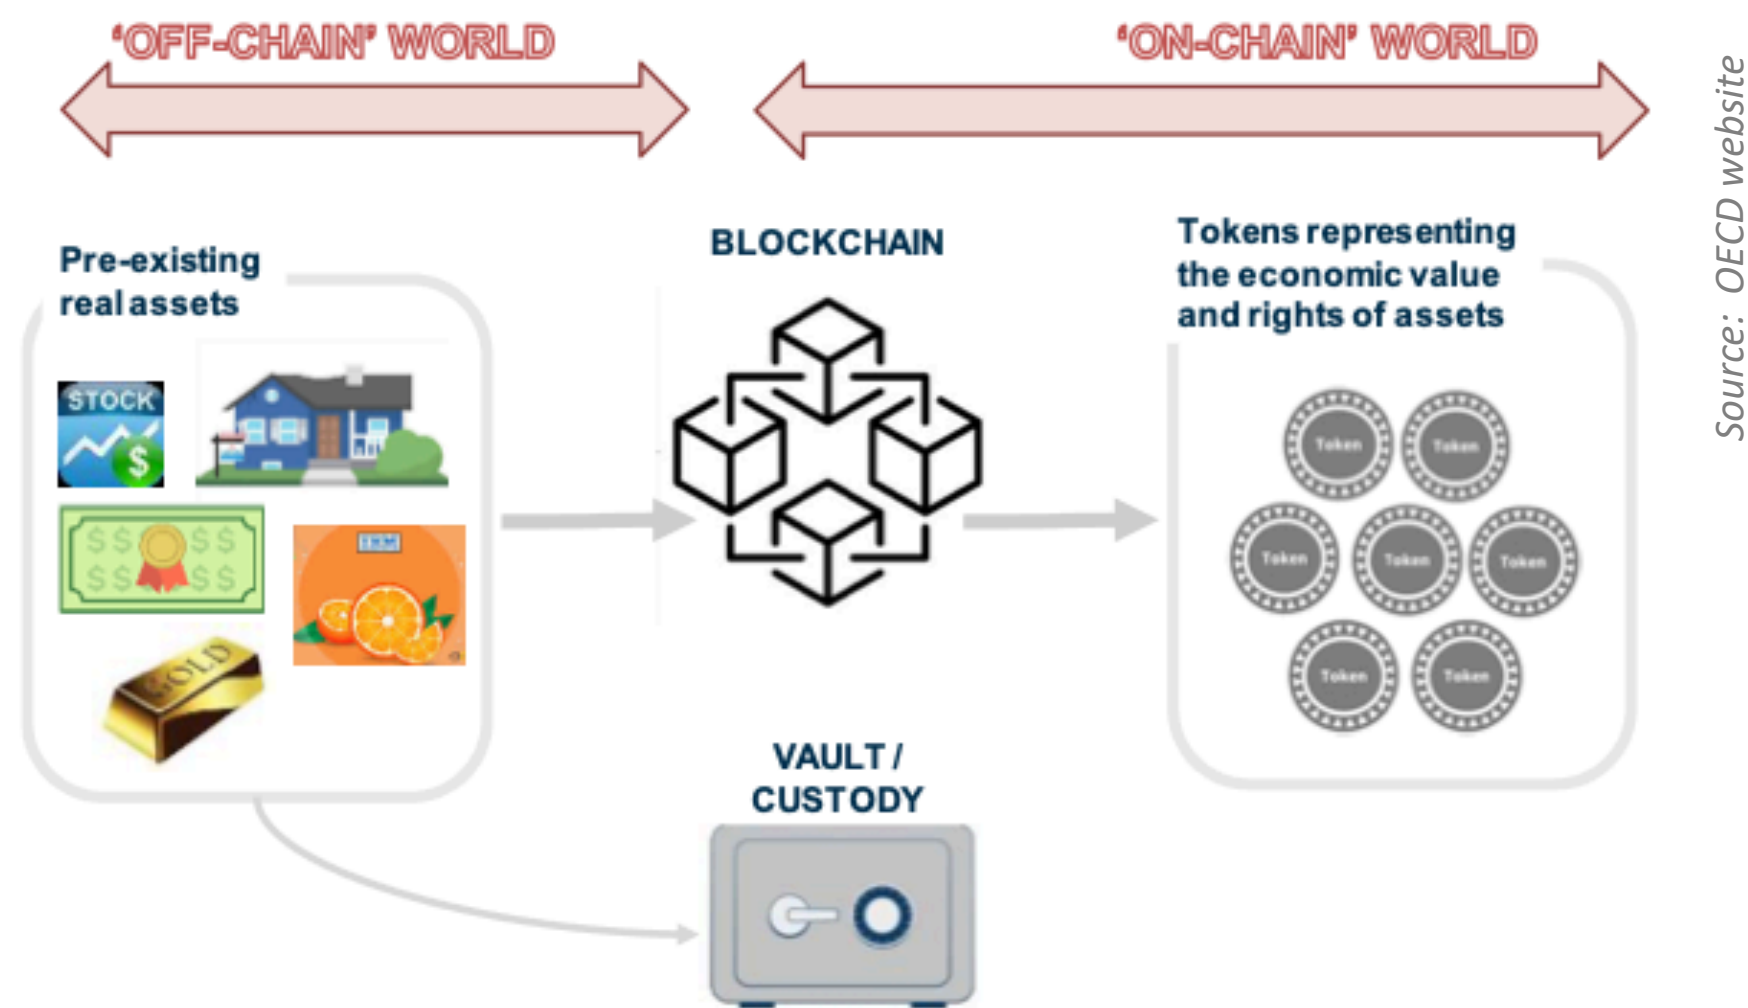 ‘OFF-CHAIN’ WORLD
‘ON-CHAIN’ WORLD
Source: OECD website
Pre-existing
real assets
BLOCKCHAIN
Tokens representing
the economic value
and rights of assets
STOCK
$
$$ $$
$$ $$
GOLD
Token
Token
Token
Token
Token
Token
Token
VAULT /
CUSTODY